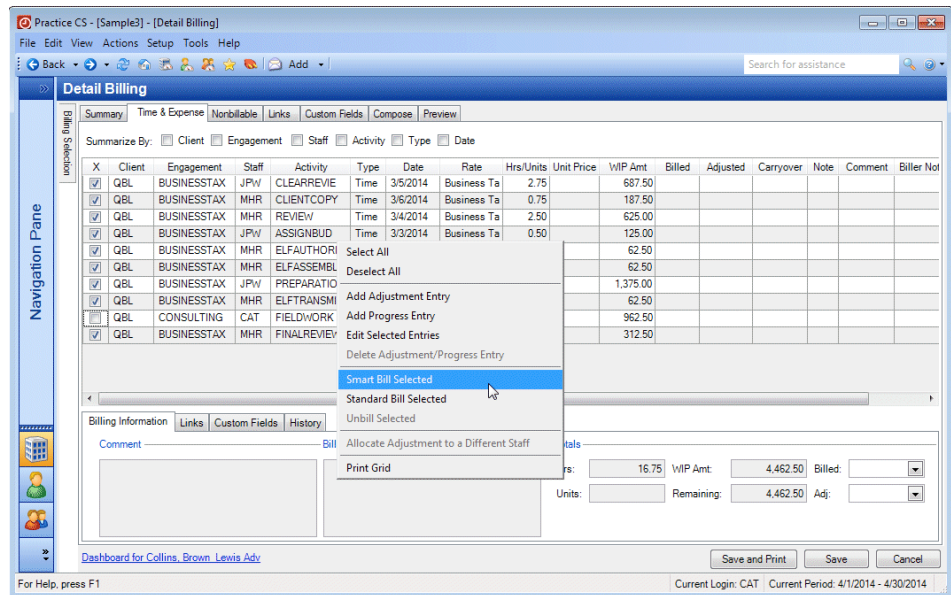 Practice CS - [Sample3] - [Detail Billing]
File Edit View Actions Setup Tools Help
Back Add Search for assistance
Detail Billing
Billing Selection
Summary Time & Expense Nonbillable Links Custom Fields Compose Preview
Summarize By: Client Engagement Staff Activity Type Date
X Client Engagement Staff Activity Type Date Rate Hrs/Units Unit Price WIP Amt Billed Adjusted Carryover Note Comment Biller Not
QBL BUSINESSTAX JPW CLEARREVIE Time 3/5/2014 Business Ta 2.75 687.50
QBL BUSINESSTAX MHR CLIENTCOPY Time 3/6/2014 Business Ta 0.75 187.50
QBL BUSINESSTAX MHR REVIEW Time 3/4/2014 Business Ta 2.50 625.00
QBL BUSINESSTAX JPW ASSIGNBUD Time 3/3/2014 Business Ta 0.50 125.00
QBL BUSINESSTAX MHR ELFAUTHORI 62.50
QBL BUSINESSTAX MHR ELFASSEMBL 62.50
QBL BUSINESSTAX JPW PREPARATIO 1,375.00
QBL BUSINESSTAX MHR ELFTRANSMI 62.50
QBL CONSULTING CAT FIELDWORK 962.50
QBL BUSINESSTAX MHR FINALREVIEW 312.50
Select All
Deselect All
Add Adjustment Entry
Add Progress Entry
Edit Selected Entries
Delete Adjustment/Progress Entry
Smart Bill Selected
Standard Bill Selected
Unbill Selected
Allocate Adjustment to a Different Staff
Print Grid
Navigation Pane
Billing Information Links Custom Fields History
Comment Bill tals
rs: 16.75 WIP Amt: 4,462.50 Billed:
Units: Remaining: 4,462.50 Adj:
Dashboard for Collins, Brown Lewis Adv Save and Print Save Cancel
For Help, press F1 Current Login: CAT Current Period: 4/1/2014 - 4/30/2014